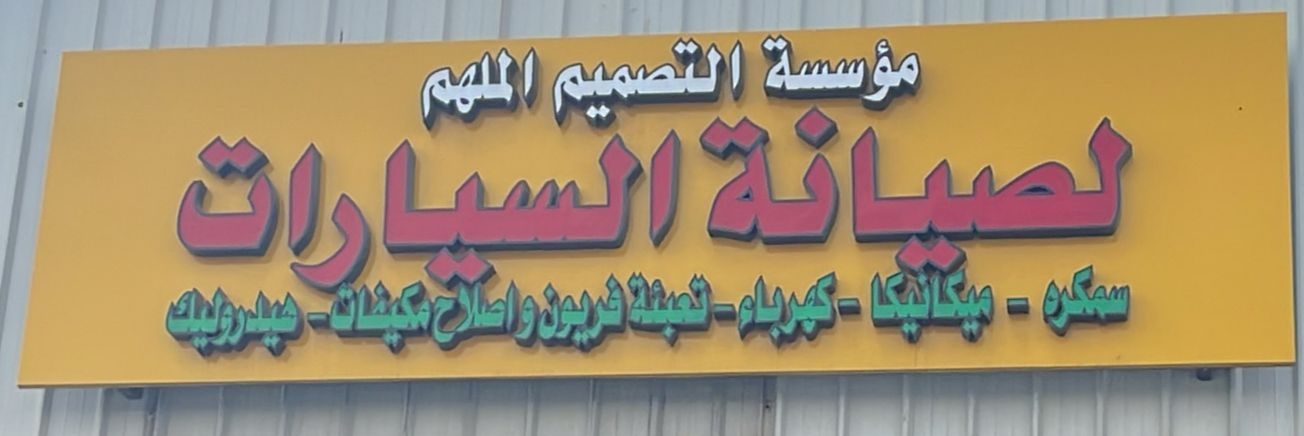 مؤسسة التصميم الملهم
لصيانة السيارات
سمكره - ميكانيكا - كهرباء - تعبئة فريون واصلاح مكيفات - هيدروليك